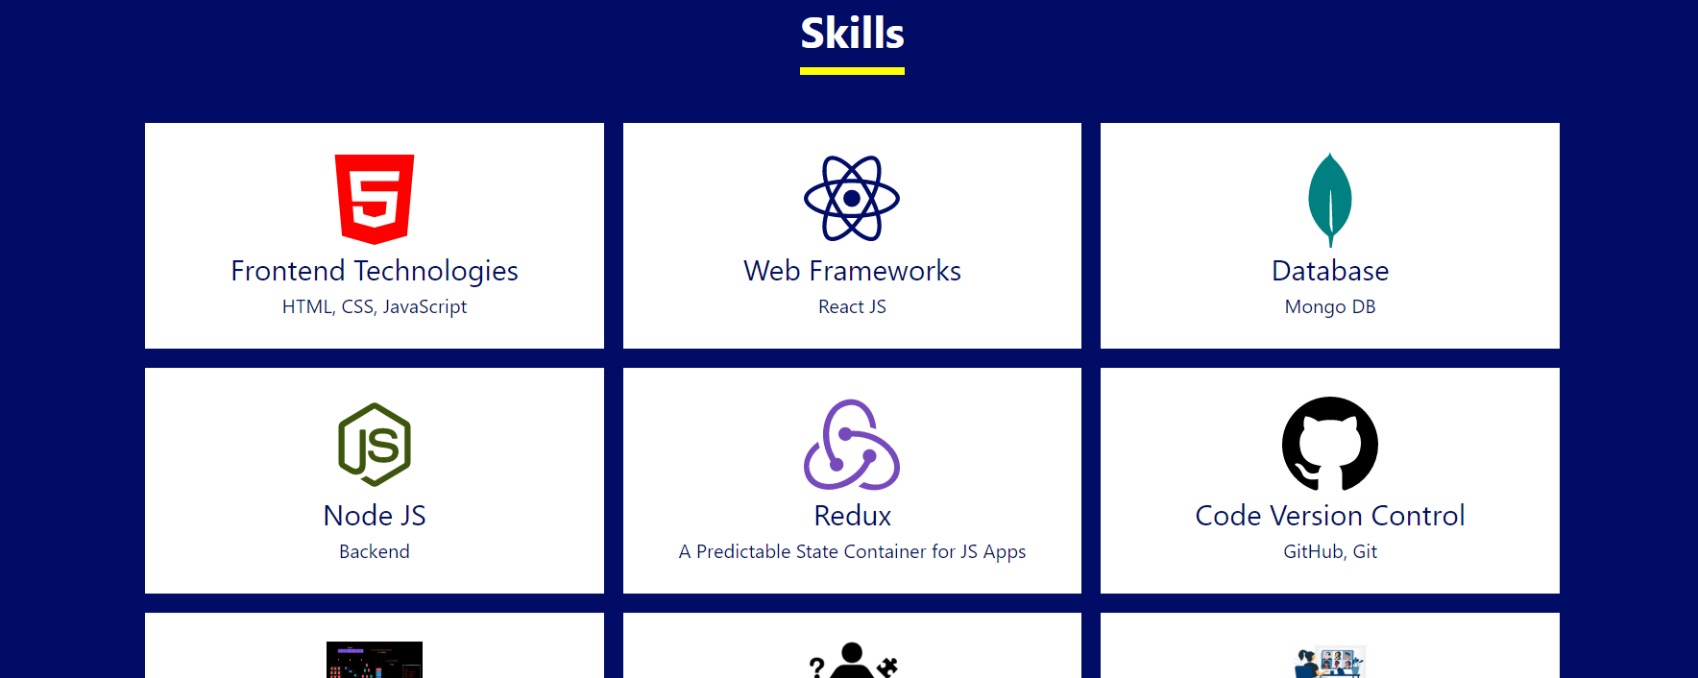 Skills
5
Frontend Technologies
HTML, CSS, JavaScript
Web Frameworks
React JS
Database
Mongo DB
JS
Node JS
Backend
Redux
A Predictable State Container for JS Apps
Code Version Control
GitHub, Git
?